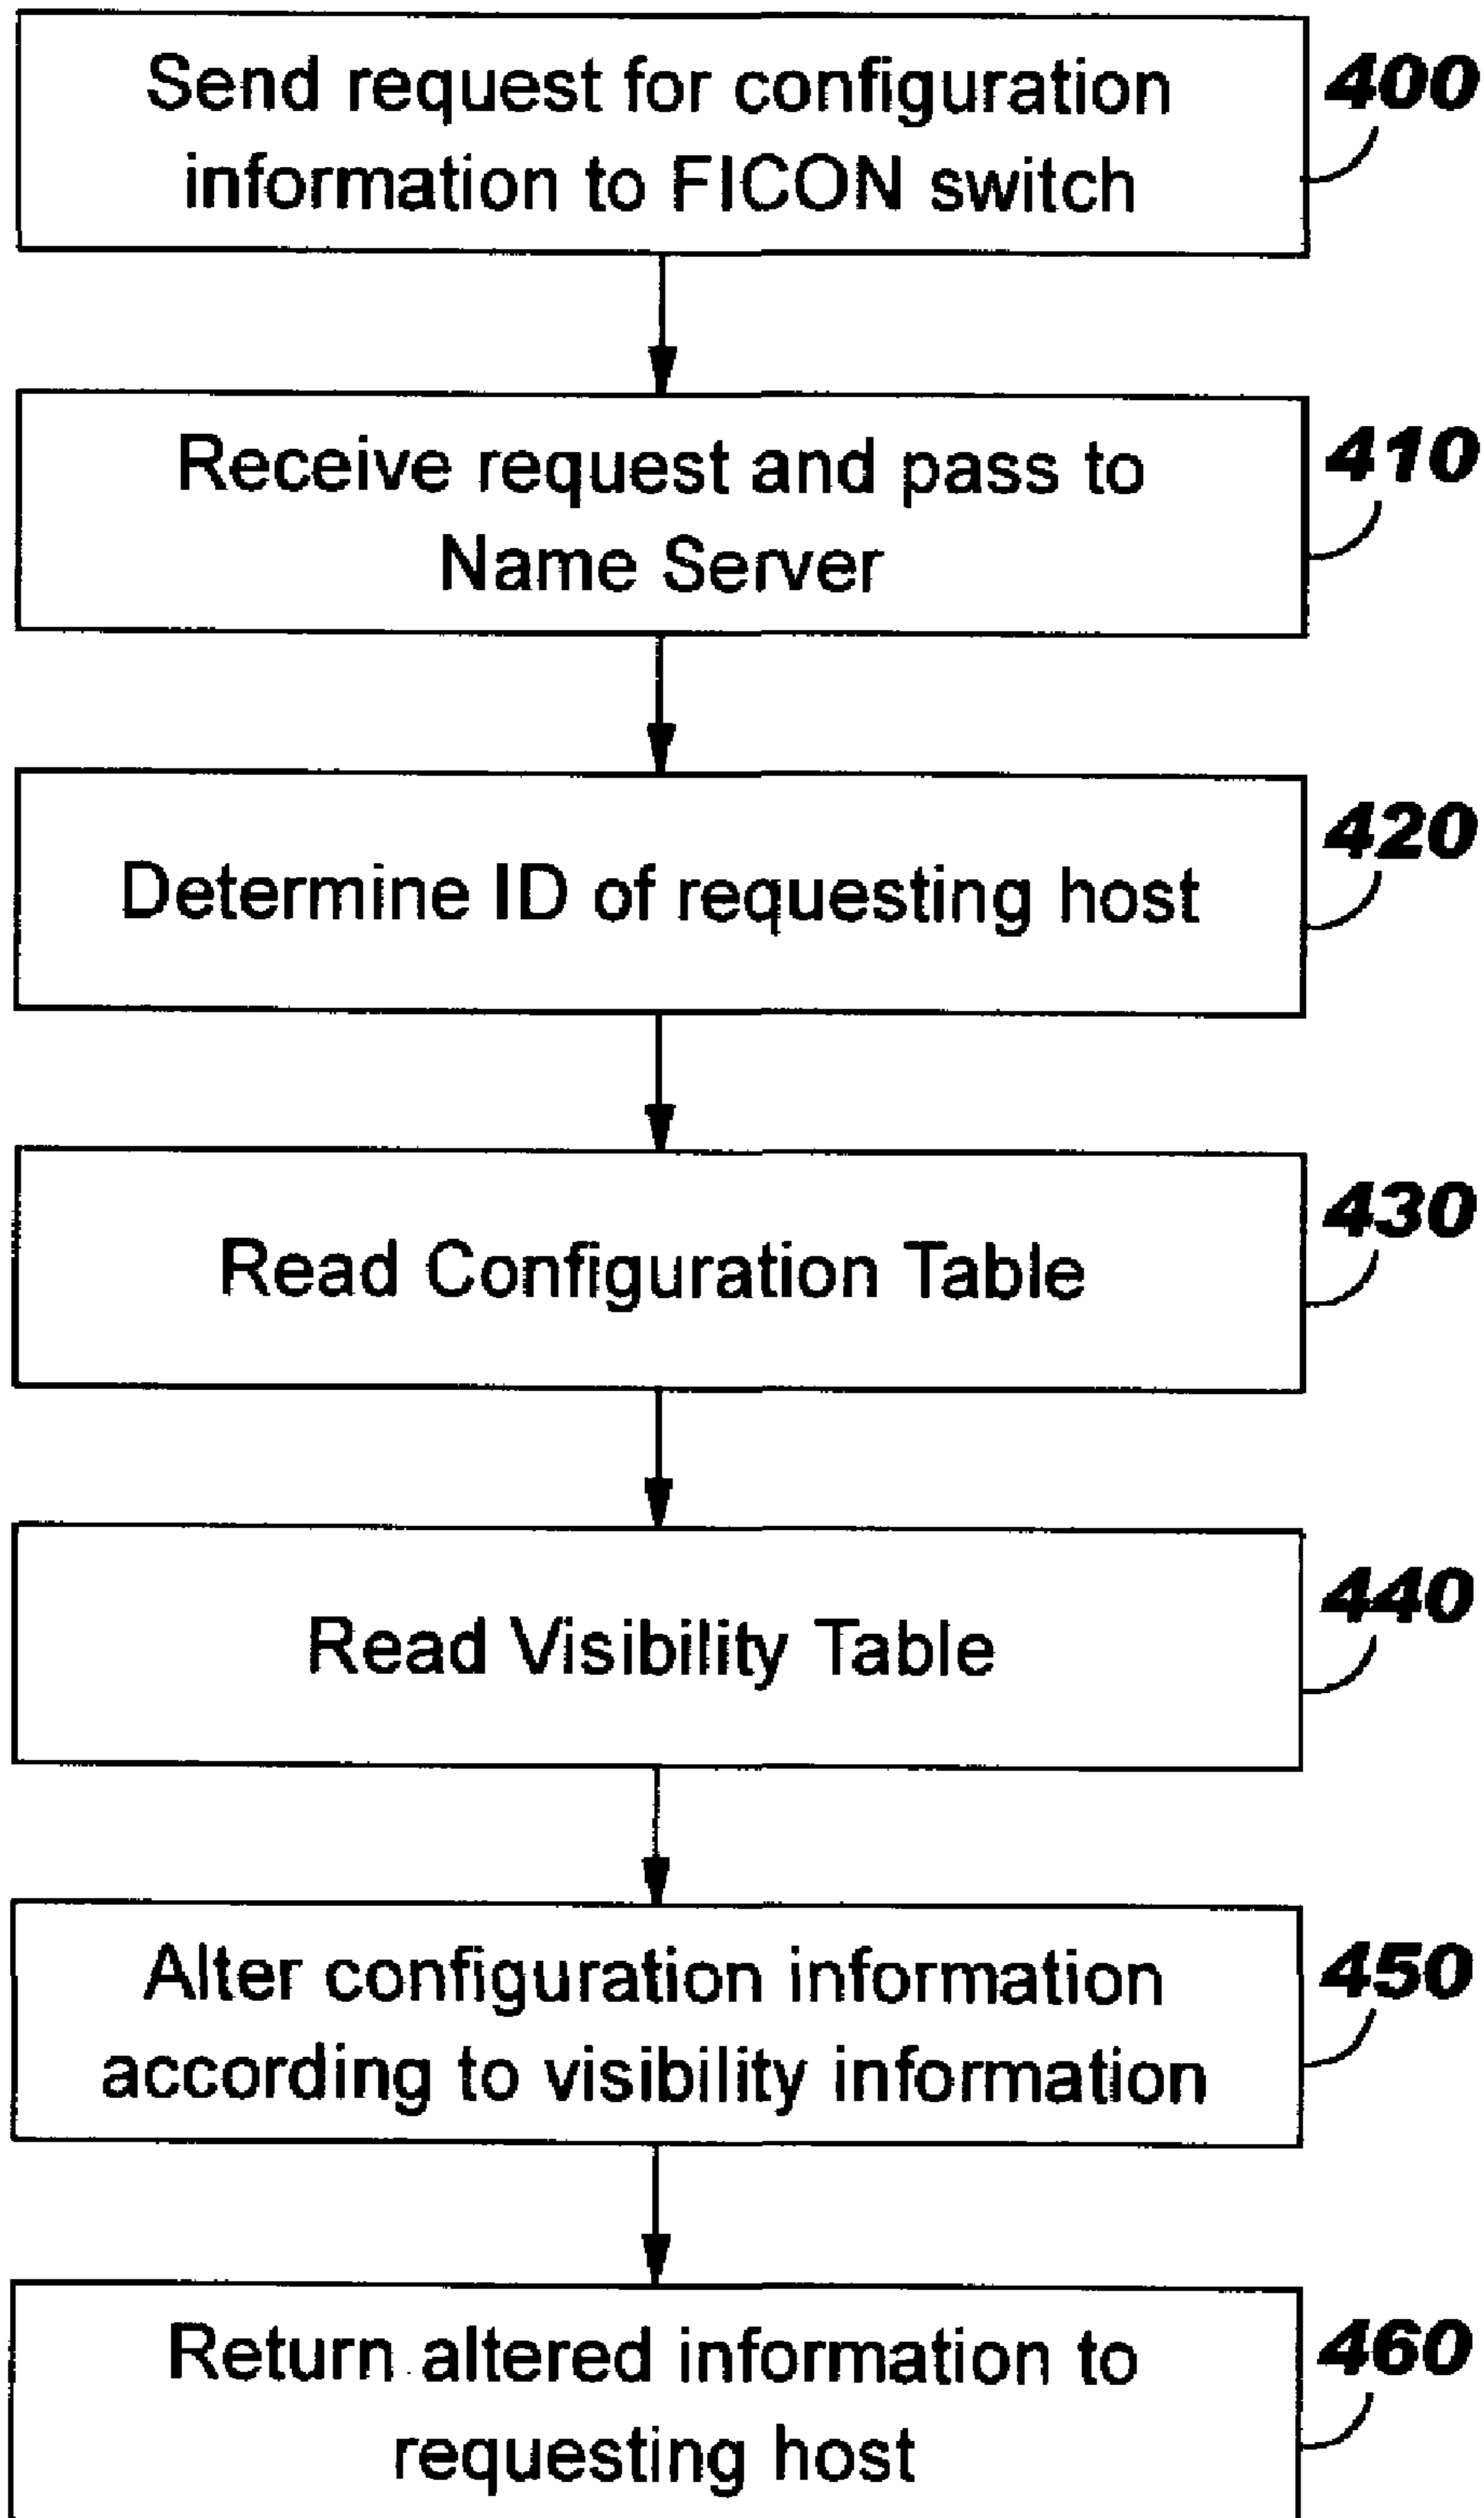 Send request for configuration
information to FICON switch
400
Receive request and pass to
Name Server
410
Determine ID of requesting host
420
Read Configuration Table
430
Read Visibility Table
440
Alter configuration information
according to visibility information
450
Return altered information to
requesting host
460